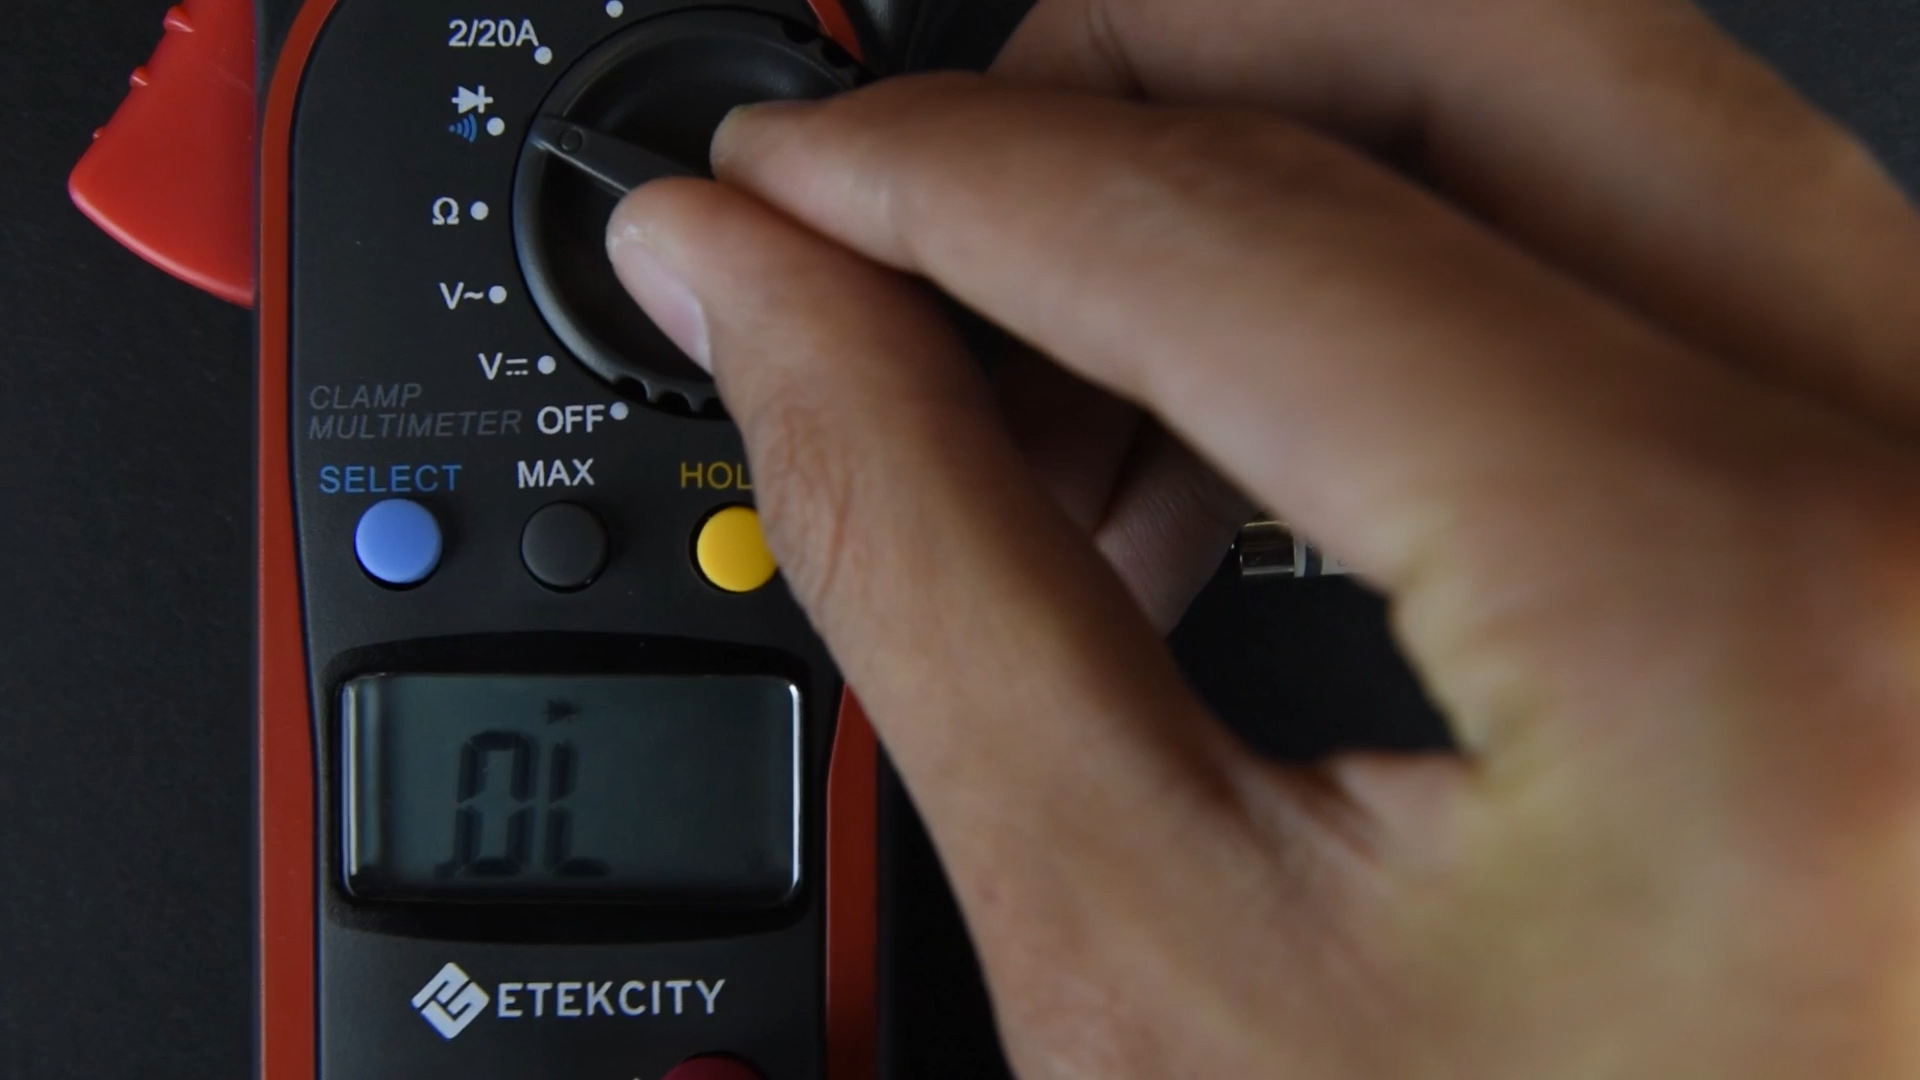 2/20A
Ω
V~
V⎓
CLAMP
MULTIMETER
OFF
SELECT
MAX
HOL
OL
ETEKCITY